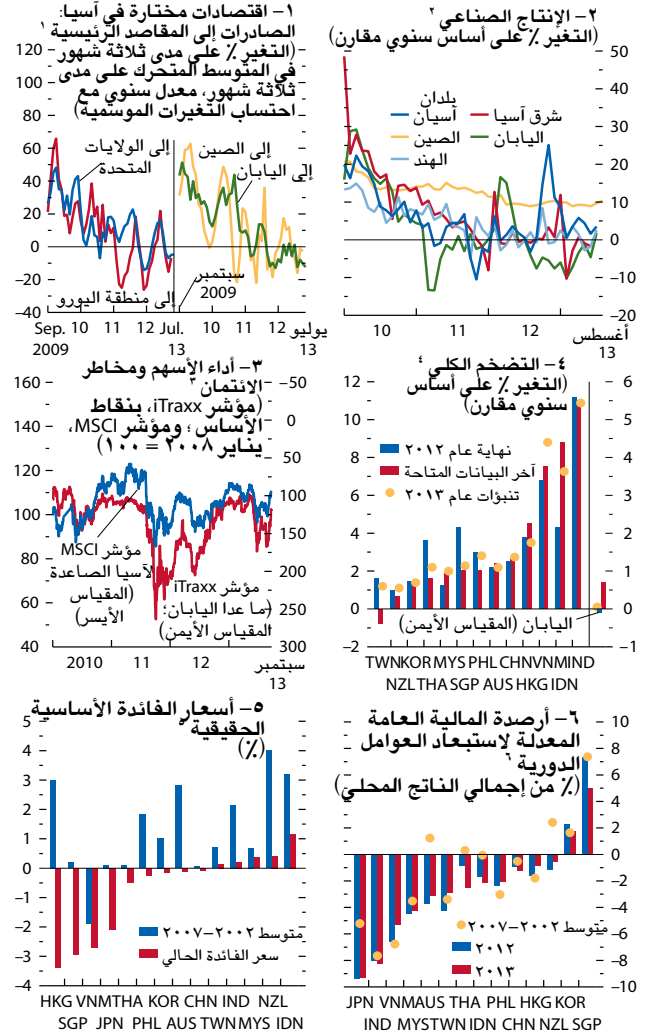 ١- اقتصادات مختارة في آسيا:
الصادرات إلى المقاصد الرئيسية ١
(التغير ٪ على مدى ثلاثة شهور
في المتوسط المتحرك على مدى
ثلاثة شهور، معدل سنوي مع
احتساب التغيرات الموسمية)
120
100
80
60
40
20
0
–20
–40
إلى الولايات
المتحدة
إلى الصين
إلى اليابان
إلى منطقة اليورو
سبتمبر
2009
Sep. 10 11 12 Jul. 10 11 12 يوليو
2009 13 13
٢- الإنتاج الصناعي ٢
(التغير ٪ على أساس سنوي مقارن)
50
40
30
20
10
0
–10
–20
بلدان
آسيان
شرق آسيا
الصين
اليابان
الهند
10 11 12 أغسطس
13
٣- أداء الأسهم ومخاطر
الائتمان ٣
(مؤشر iTraxx، بنقاط
الأساس؛ ومؤشر MSCI،
يناير ٢٠٠٨ = ١٠٠)
160
140
120
100
80
60
40
–50
0
50
100
150
200
250
300
مؤشر MSCI
لآسيا الصاعدة
(المقياس
الأيسر)
مؤشر iTraxx
(ما عدا اليابان؛
المقياس الأيمن)
2010 11 12 سبتمبر
13
٤- التضخم الكلي ٤
(التغير ٪ على أساس
سنوي مقارن)
12
10
8
6
4
2
0
–2
6
5
4
3
2
1
0
–1
نهاية عام ٢٠١٢
آخر البيانات المتاحة
تنبؤات عام ٢٠١٣
اليابان (المقياس الأيمن)
TWN KOR MYS PHL CHN VNM IND
NZL THA SGP AUS HKG IDN
٥- أسعار الفائدة الأساسية
الحقيقية ٥
(٪)
5
4
3
2
1
0
–1
–2
–3
–4
متوسط ٢٠٠٢-٢٠٠٧
سعر الفائدة الحالي
HKG VNM THA KOR CHN IND NZL
SGP JPN PHL AUS TWN MYS IDN
٦- أرصدة المالية العامة
المعدلة لاستبعاد العوامل
الدورية ٦
(٪ من إجمالي الناتج المحلي)
10
8
6
4
2
0
–2
–4
–6
–8
–10
متوسط ٢٠٠٢-٢٠٠٧
٢٠١٢
٢٠١٣
JPN VNM AUS THA PHL HKG KOR
IND MYS TWN IDN CHN NZL SGP